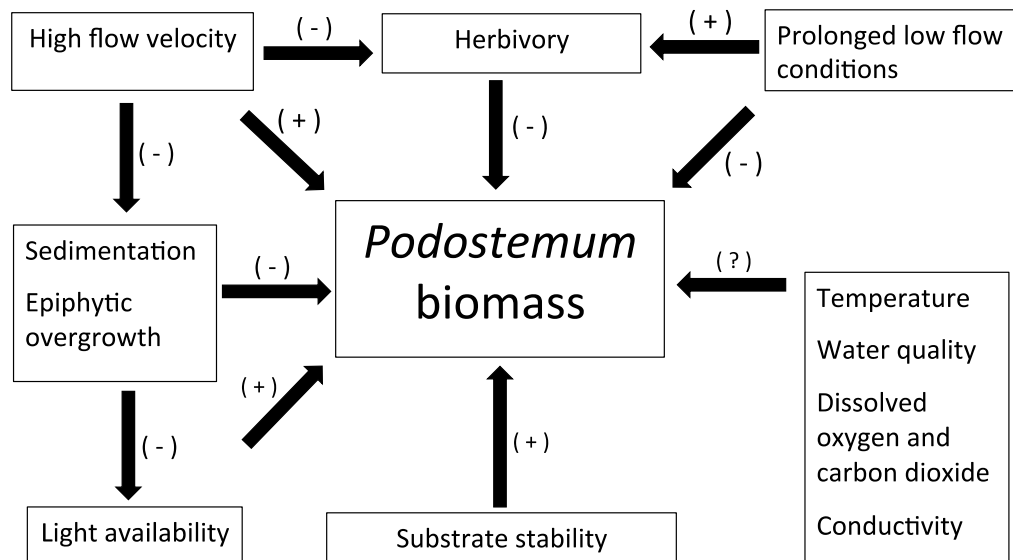 High flow velocity
( - )
Herbivory
( + )
Prolonged low flow
conditions
( - )
( + )
( - )
( - )
Sedimentation
Epiphytic
overgrowth
( - )
Podostemum
biomass
( ? )
Temperature
Water quality
Dissolved
oxygen and
carbon dioxide
Conductivity
( - )
( + )
( + )
Light availability
Substrate stability